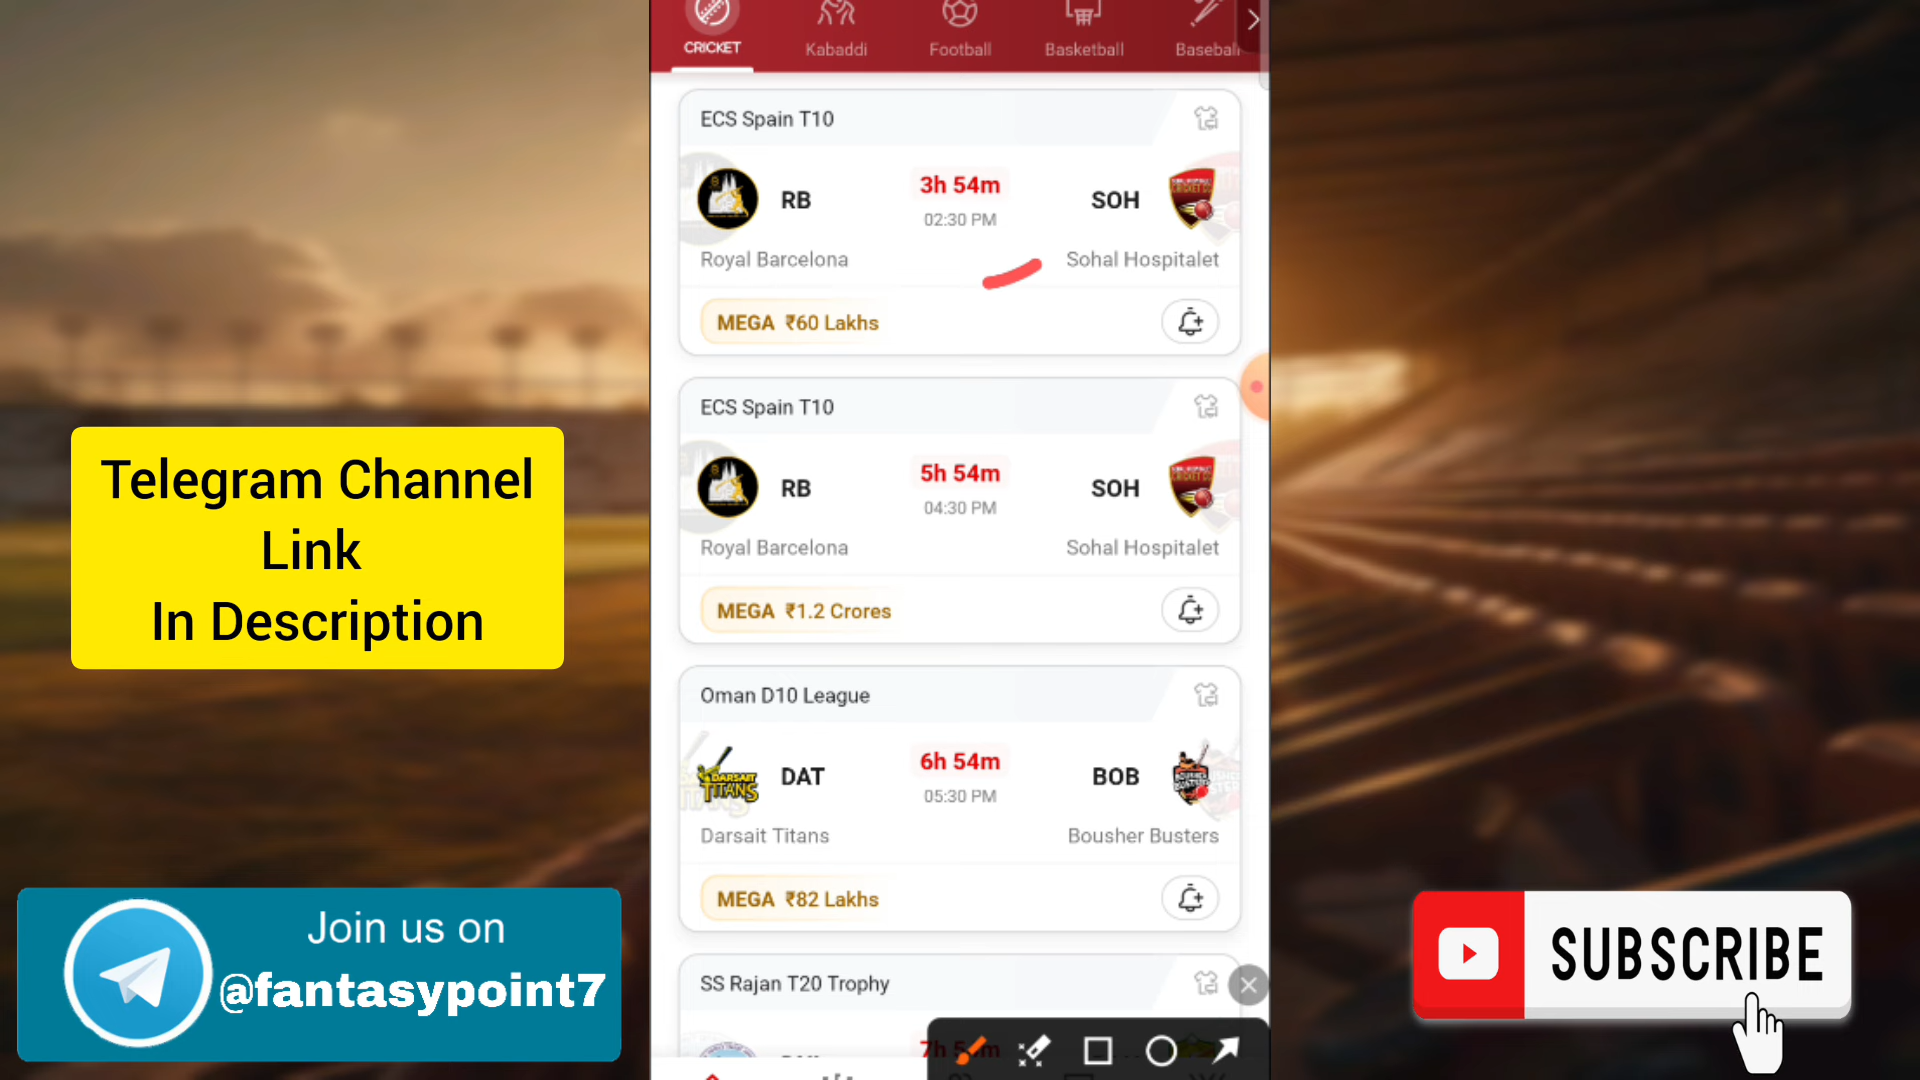 CRICKET
Kabaddi
Football
Basketball
Baseball
ECS Spain T10
RB
3h 54m
SOH
02:30 PM
Royal Barcelona
Sohal Hospitalet
MEGA ₹60 Lakhs
ECS Spain T10
RB
5h 54m
SOH
04:30 PM
Royal Barcelona
Sohal Hospitalet
MEGA ₹1.2 Crores
Oman D10 League
DARSAIT
TITANS
DAT
6h 54m
BOB
05:30 PM
Darsait Titans
Bousher Busters
MEGA ₹82 Lakhs
SS Rajan T20 Trophy
Telegram Channel
Link
In Description
Join us on
@fantasypoint7
SUBSCRIBE